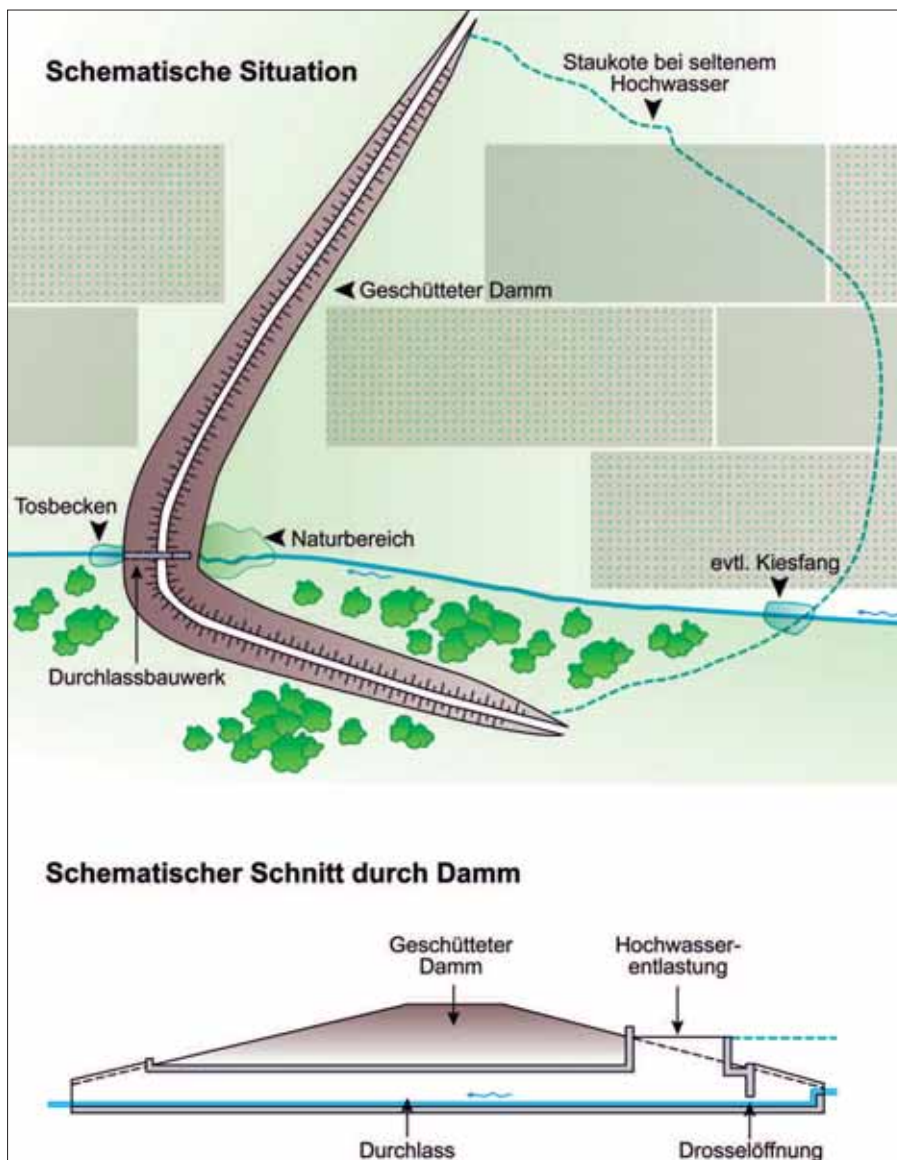 Schematische Situation
Staukote bei seltenem
Hochwasser
Geschütteter Damm
Tosbecken
Naturbereich
evtl. Kiesfang
Durchlassbauwerk
Schematischer Schnitt durch Damm
Geschütteter
Damm
Hochwasser-
entlastung
Durchlass
Drosselöffnung